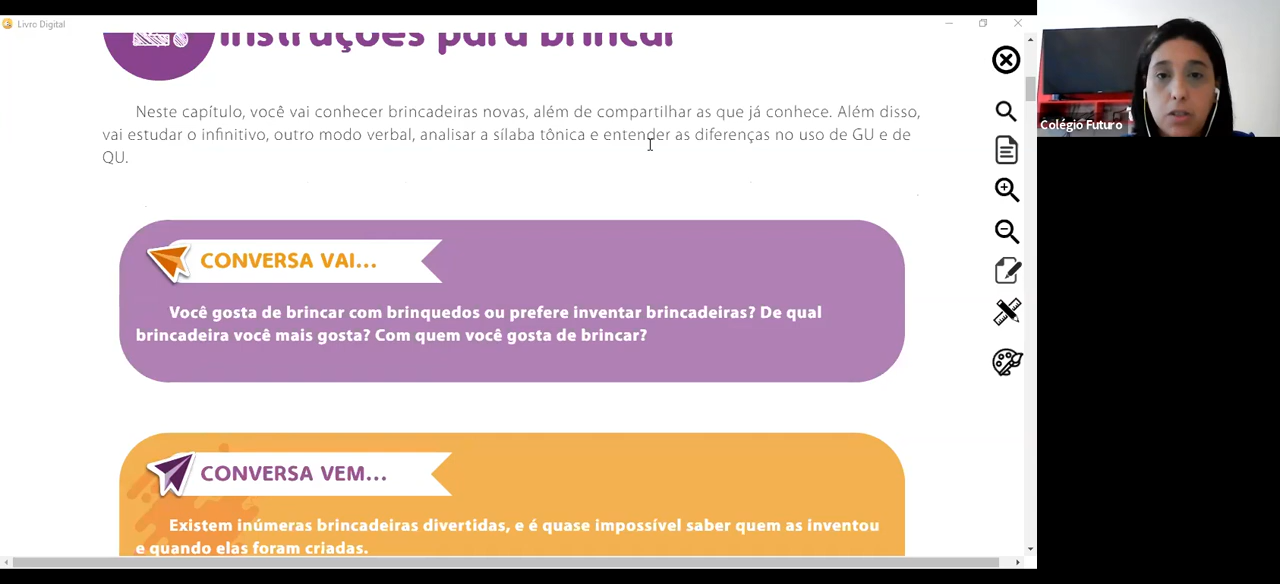 Livro Digital
Instruções para brincar
Neste capítulo, você vai conhecer brincadeiras novas, além de compartilhar as que já conhece. Além disso,
vai estudar o infinitivo, outro modo verbal, analisar a sílaba tônica e entender as diferenças no uso de GU e de
QU.
CONVERSA VAI...
Você gosta de brincar com brinquedos ou prefere inventar brincadeiras? De qual
brincadeira você mais gosta? Com quem você gosta de brincar?
CONVERSA VEM...
Existem inúmeras brincadeiras divertidas, e é quase impossível saber quem as inventou
e quando elas foram criadas.
Colégio Futuro